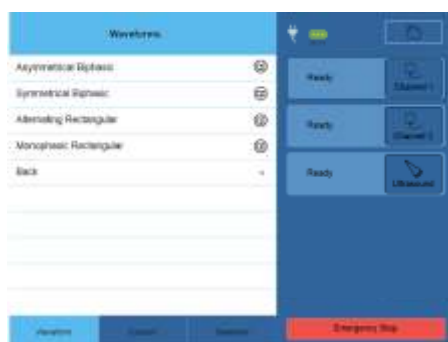 Waveforms
Asymmetrical Biphasic
Symmetrical Biphasic
Alternating Rectangular
Monophasic Rectangular
Back
Ready
Channel 1
Ready
Channel 2
Ready
Ultrasound
Waveform
Emergency Stop